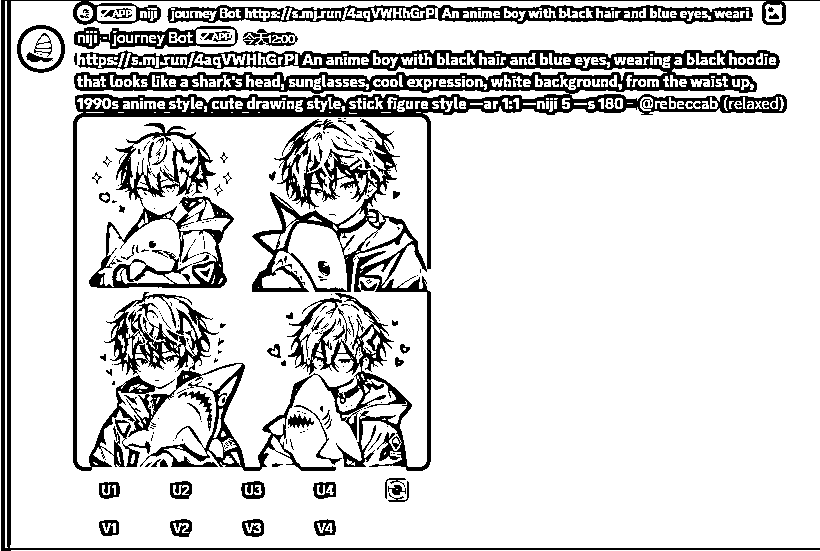 APP niji · journey Bot https://s.mj.run/4aqVWHhGrPI An anime boy with black hair and blue eyes, weari
niji · journey Bot APP 今天12:00
https://s.mj.run/4aqVWHhGrPI An anime boy with black hair and blue eyes, wearing a black hoodie
that looks like a shark's head, sunglasses, cool expression, white background, from the waist up,
1990s anime style, cute drawing style, stick figure style —ar 1:1 —niji 5 —s 180 - @rebeccab (relaxed)
U1 U2 U3 U4
V1 V2 V3 V4